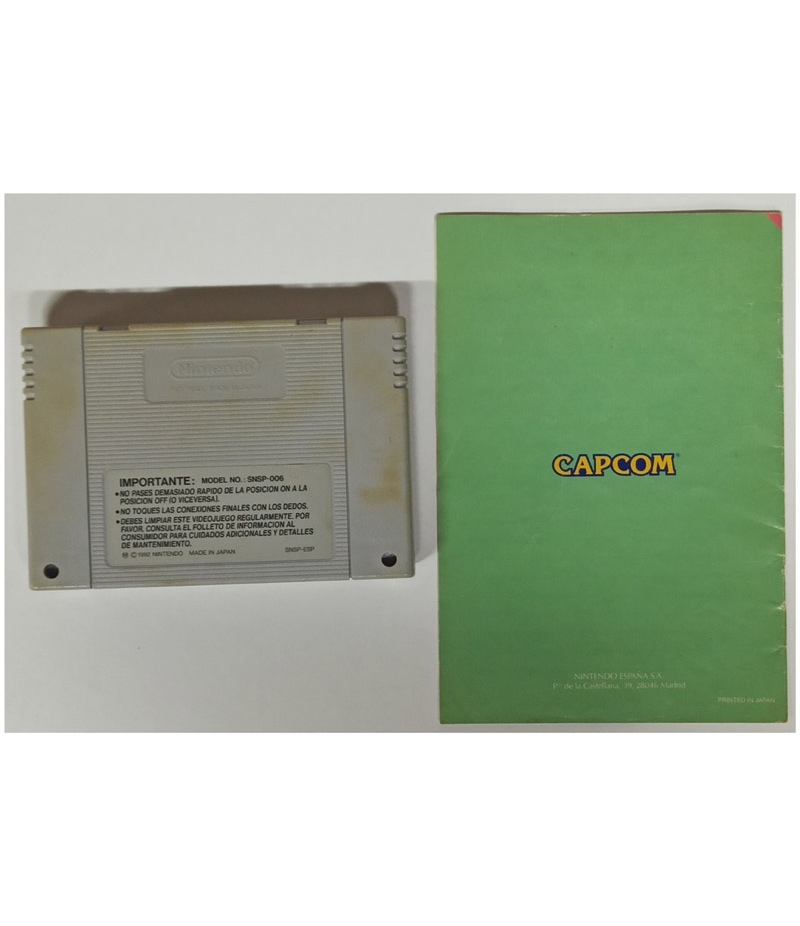 Nintendo
IMPORTANTE: MODEL NO.: SNSP-006
•NO PASES DEMASIADO RAPIDO DE LA POSICION ON A LA
POSICION OFF (O VICEVERSA).
•NO TOQUES LAS CONEXIONES FINALES CON LOS DEDOS.
•DEBES LIMPIAR ESTE VIDEOJUEGO REGULARMENTE. POR
FAVOR, CONSULTA EL FOLLETO DE INFORMACION AL
CONSUMIDOR PARA CUIDADOS ADICIONALES Y DETALLES
DE MANTENIMIENTO.
Ⓜ © 1992 NINTENDO MADE IN JAPAN SNSP-ESP
CAPCOM®
NINTENDO ESPAÑA S.A.
Pº de la Castellana, 39, 28046 Madrid
PRINTED IN JAPAN